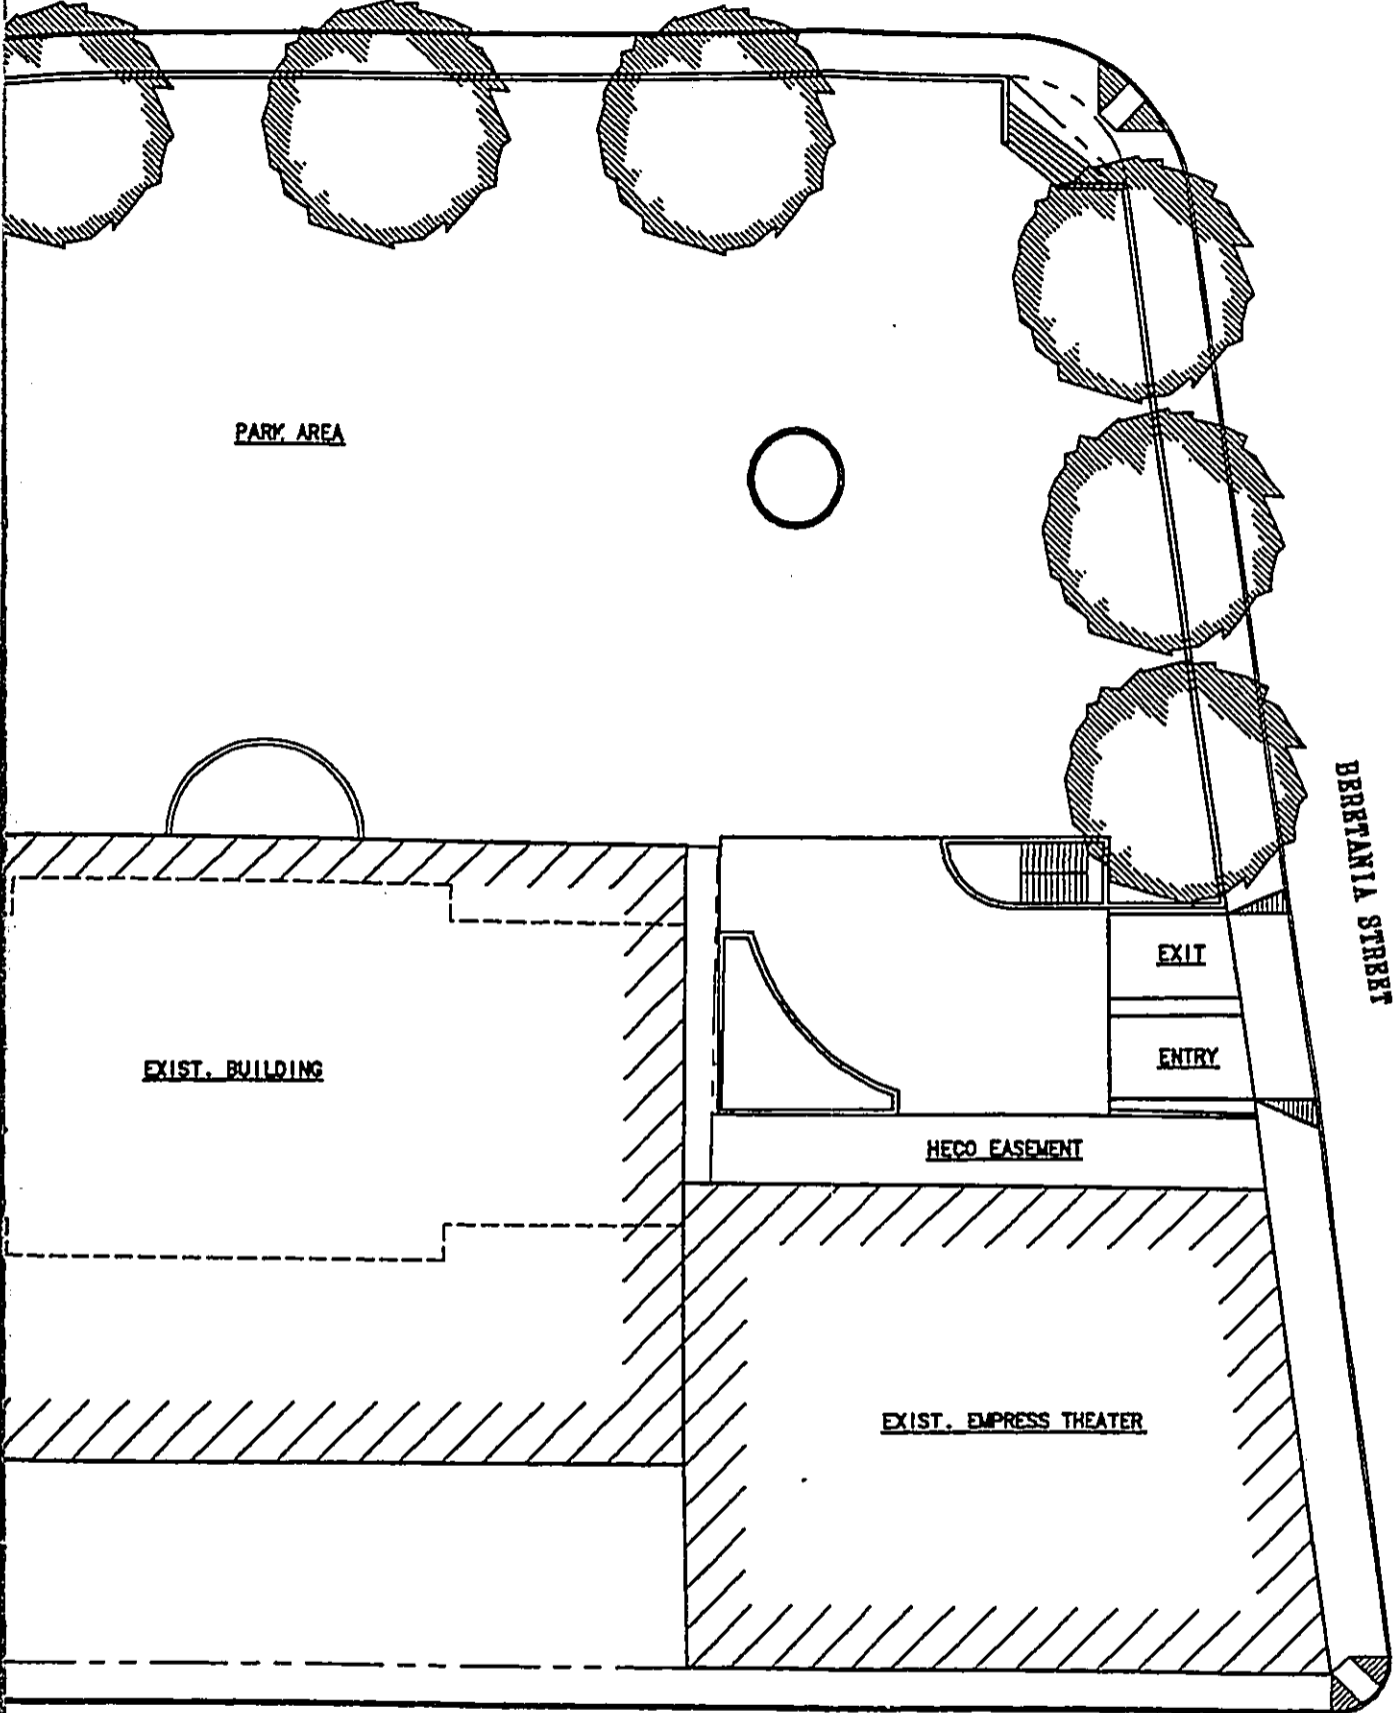 PARK AREA
BERETANIA STREET
EXIT
EXIST. BUILDING
ENTRY
HECO EASEMENT
EXIST. EMPRESS THEATER